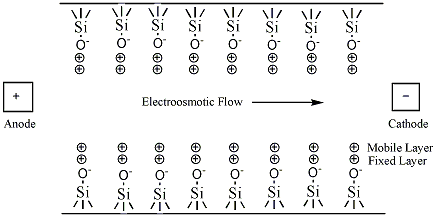 Si Si Si Si Si Si Si Si
O- O- O- O- O- O- O- O-
+ + + + + + + +
+ + + + + + + +
+ Electroosmotic Flow −
Anode Cathode
+ + + + + + + + Mobile Layer
+ + + + + + + + Fixed Layer
O- O- O- O- O- O- O- O-
Si Si Si Si Si Si Si Si